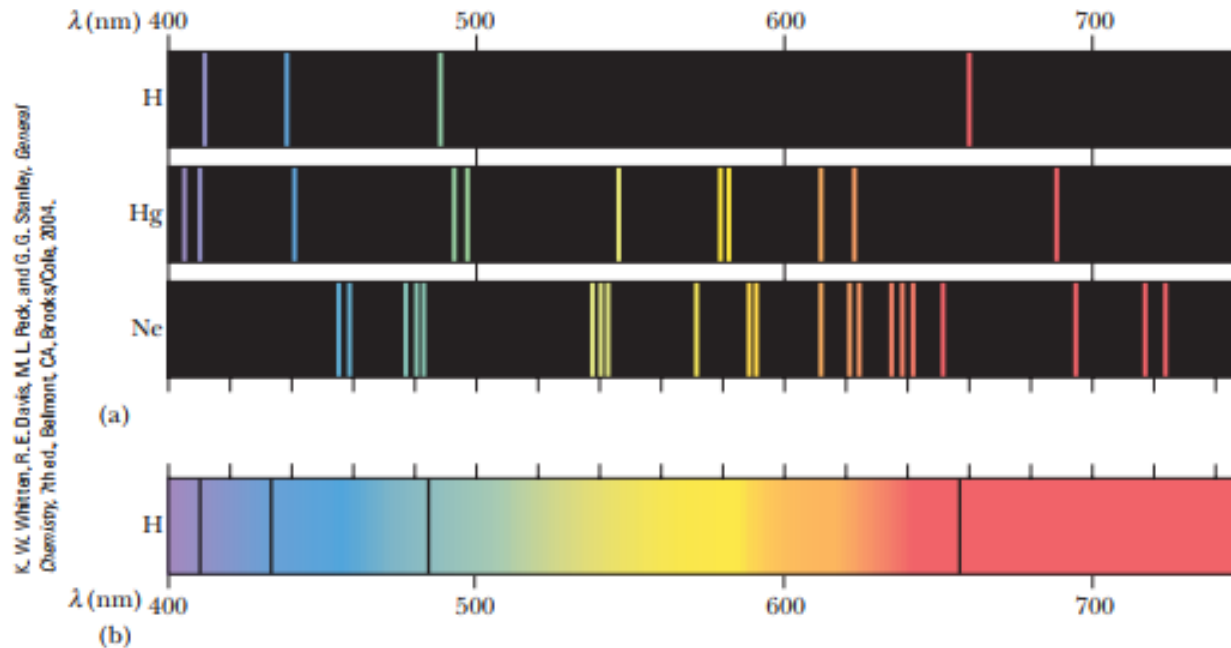 λ(nm) 400 500 600 700
H
Hg
Ne
(a)
H
λ(nm) 400 500 600 700
(b)
K. W. Whitten, R. E. Davis, M. L. Peck, and G. G. Stanley, General
Chemistry, 7th ed., Belmont, CA, Brooks/Cole, 2004.